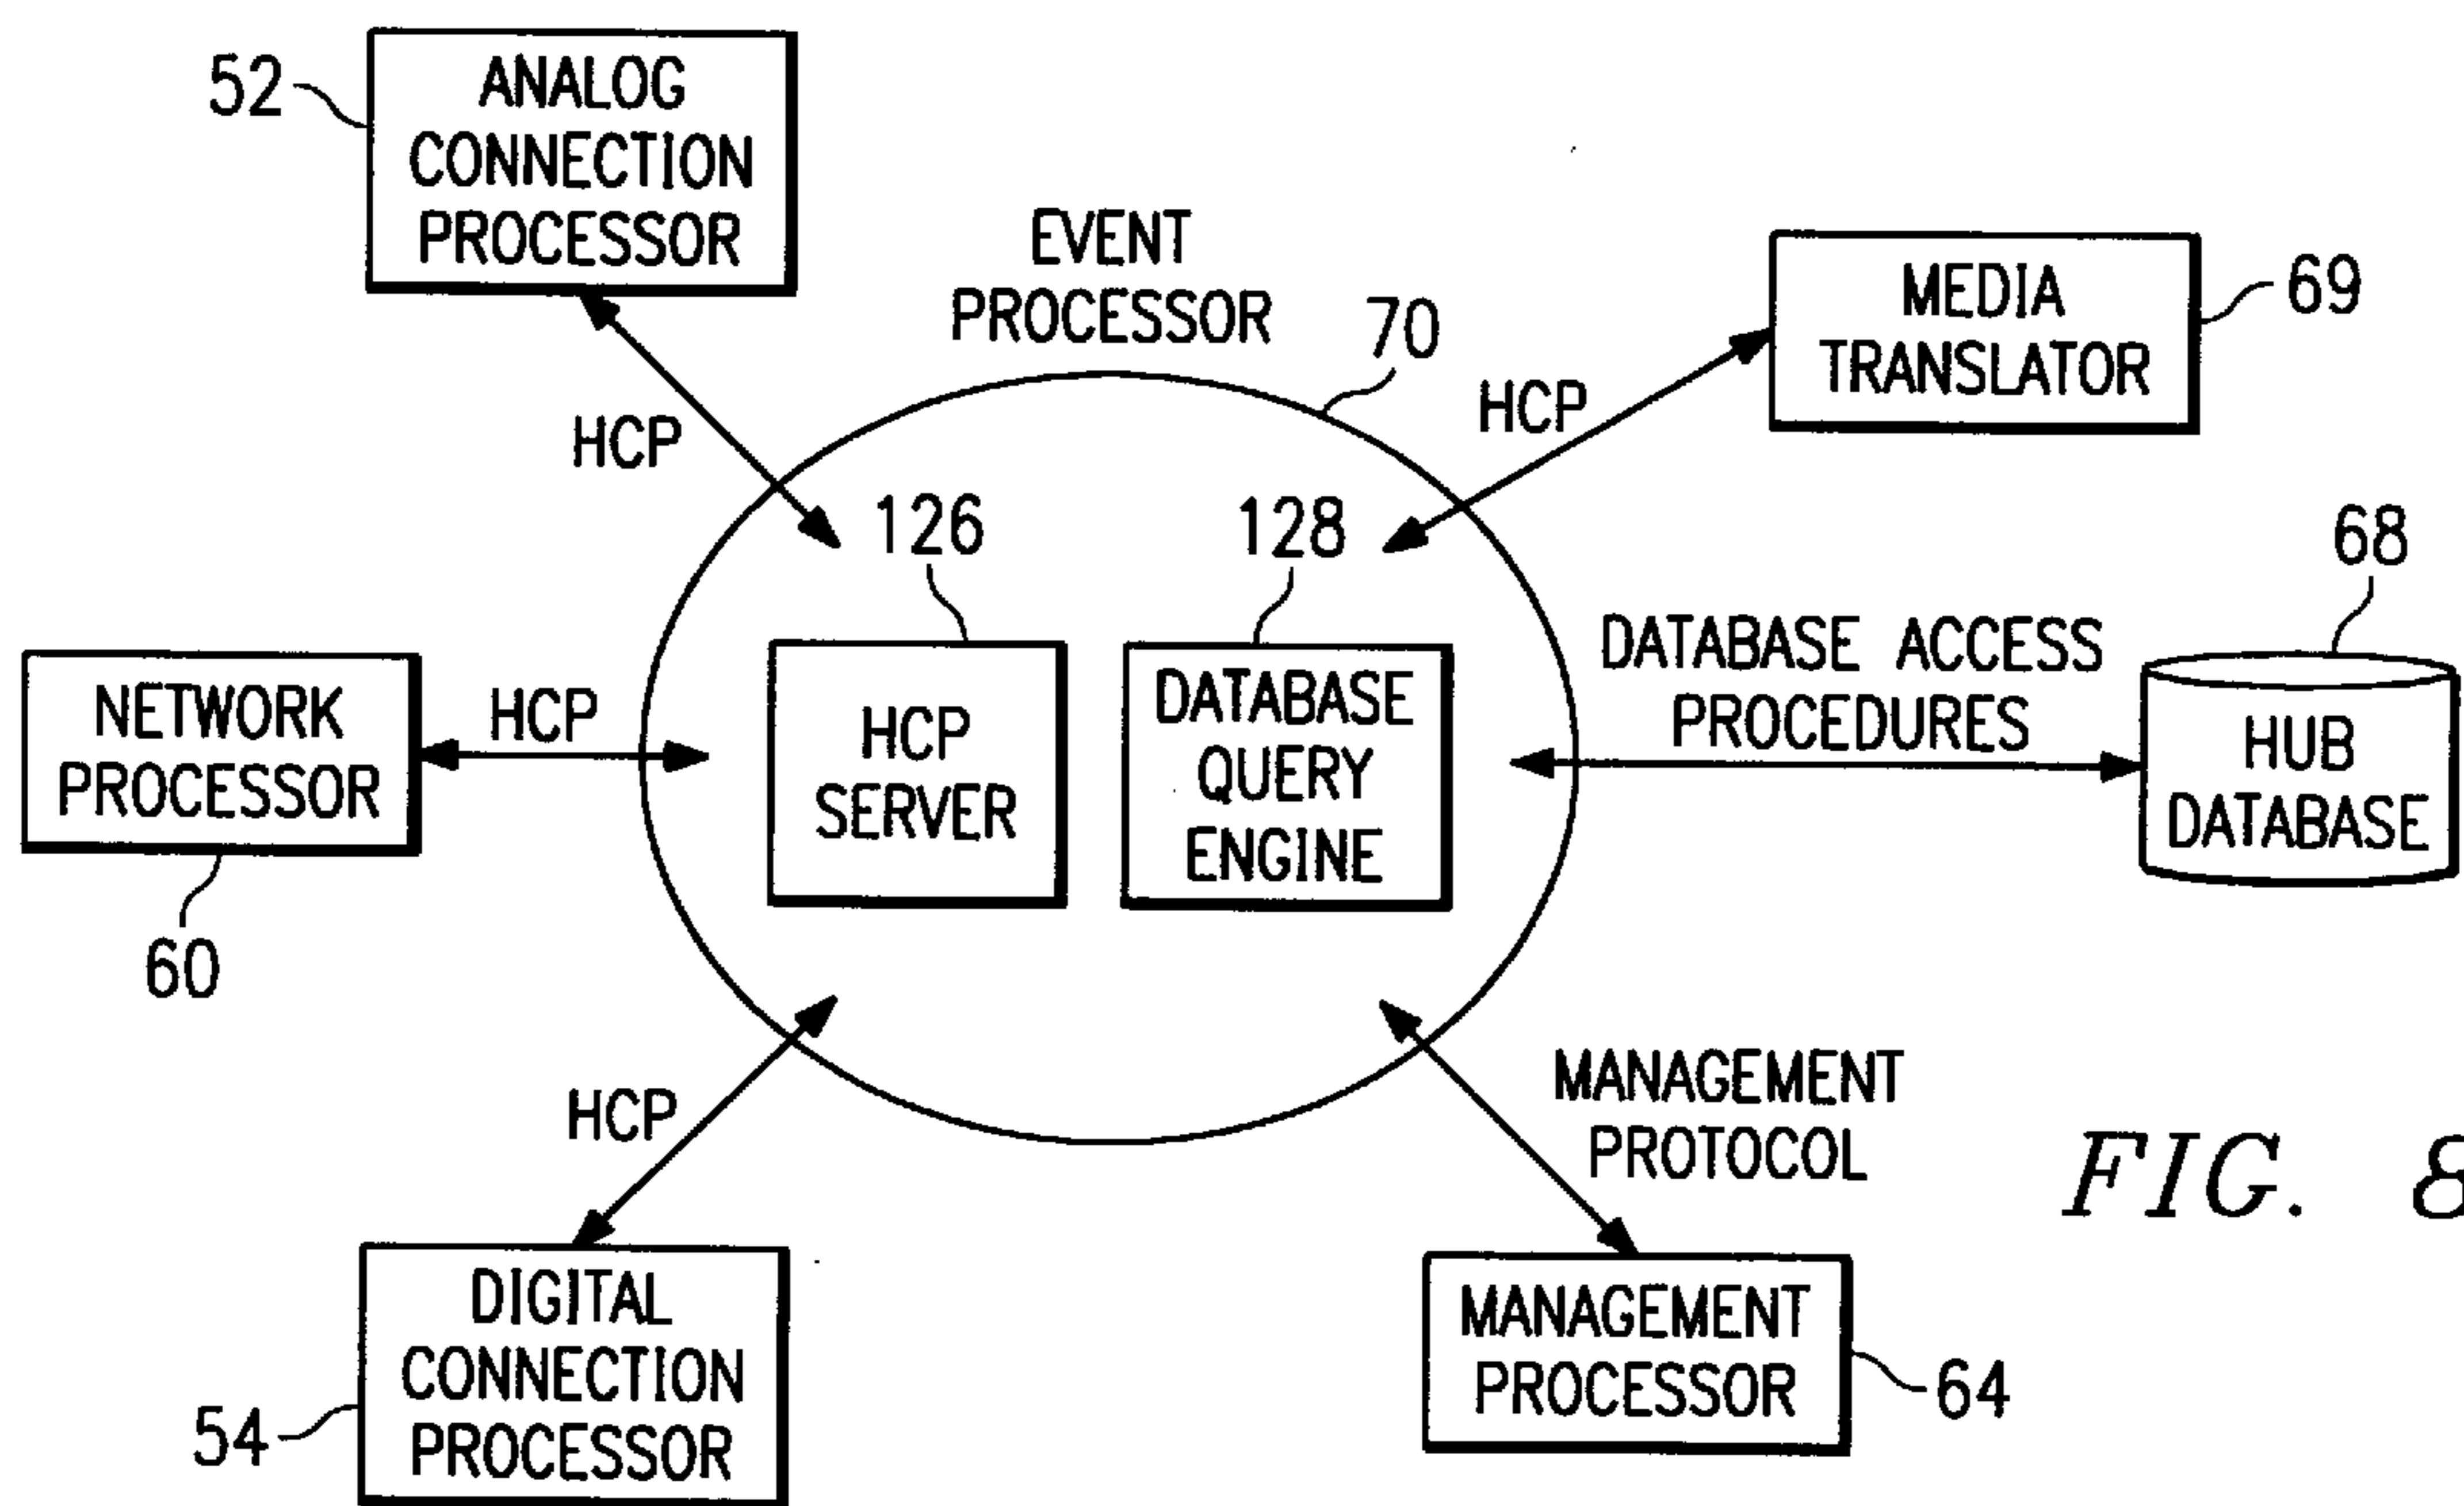 52
ANALOG
CONNECTION
PROCESSOR
EVENT
PROCESSOR
70
MEDIA
TRANSLATOR
69
HCP
HCP
126
128
68
DATABASE ACCESS
PROCEDURES
NETWORK
PROCESSOR
HCP
HCP
SERVER
DATABASE
QUERY
ENGINE
HUB
DATABASE
60
HCP
MANAGEMENT
PROTOCOL
FIG. 8
DIGITAL
CONNECTION
PROCESSOR
54
MANAGEMENT
PROCESSOR
64